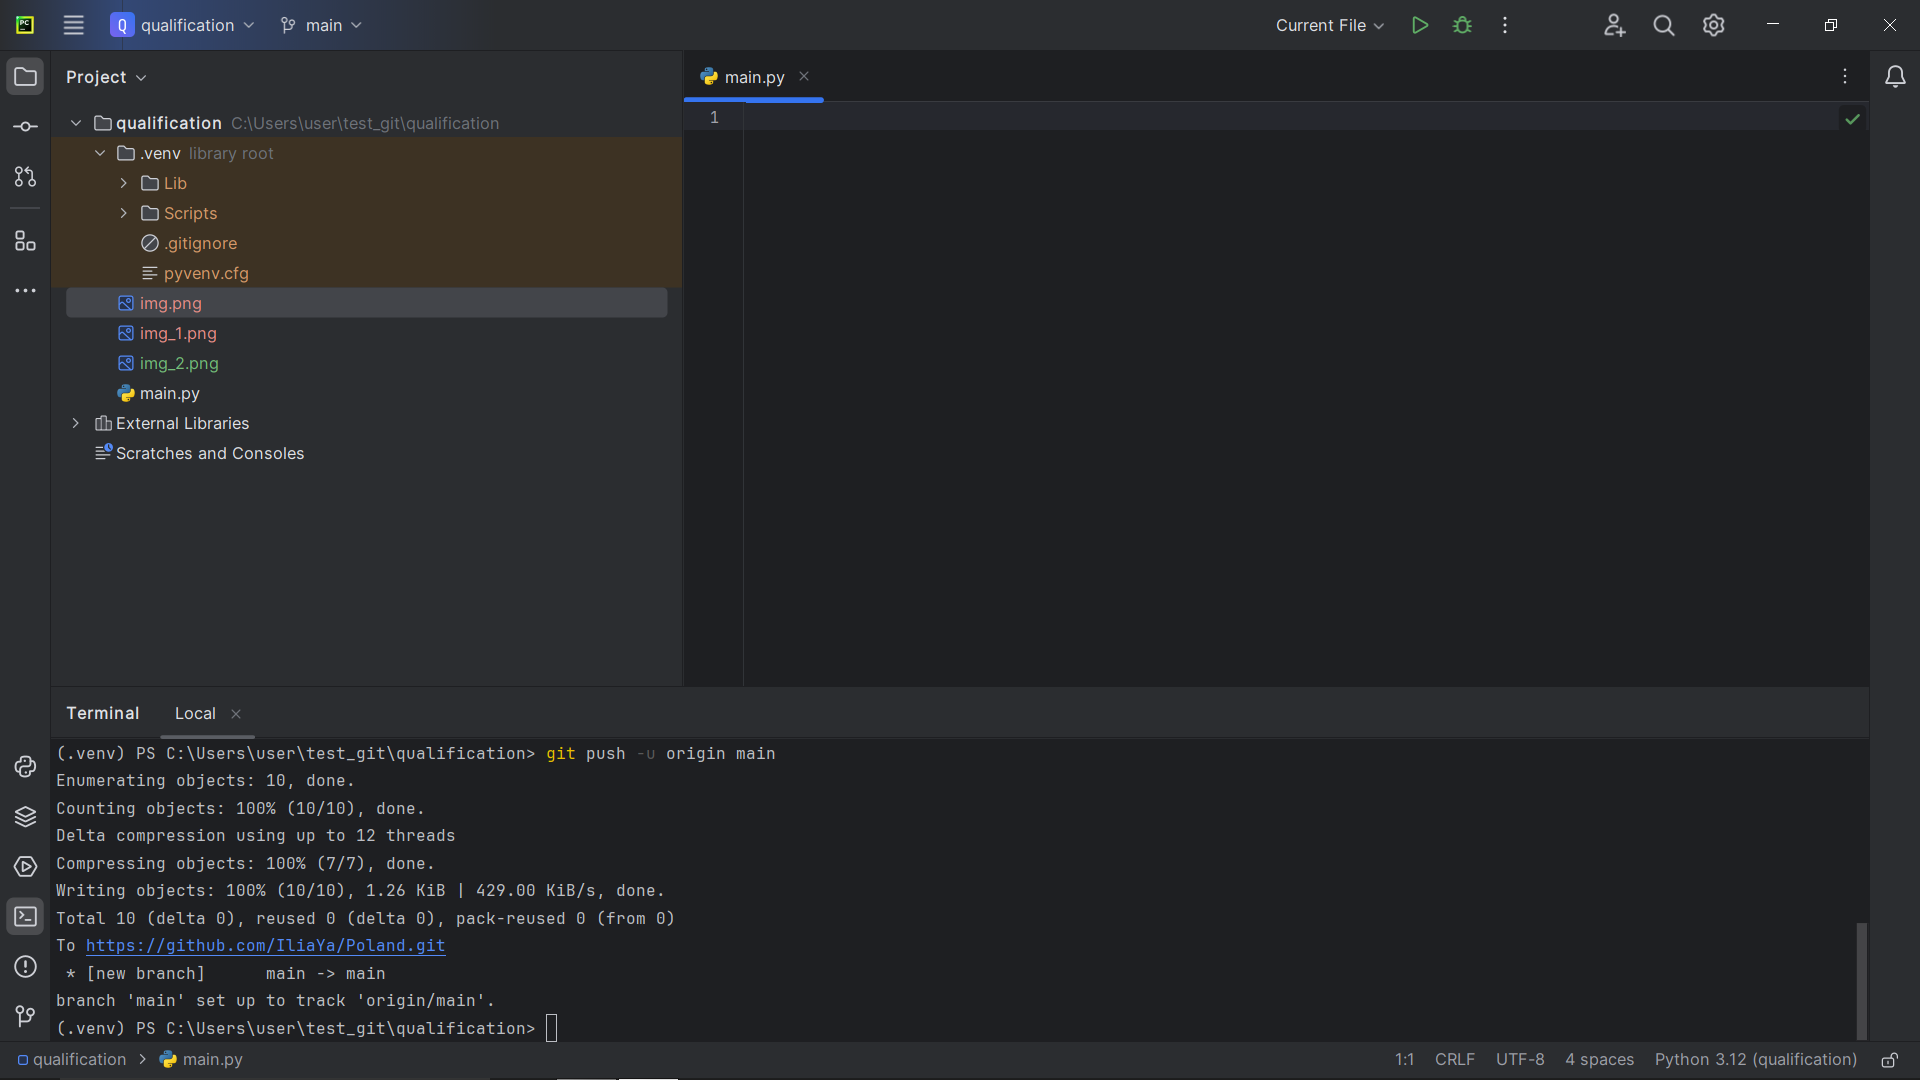 Q qualification main Current File
Project
main.py
qualification C:\Users\user\test_git\qualification
1
.venv library root
Lib
Scripts
.gitignore
pyvenv.cfg
img.png
img_1.png
img_2.png
main.py
External Libraries
Scratches and Consoles
Terminal Local
(.venv) PS C:\Users\user\test_git\qualification> git push -u origin main
Enumerating objects: 10, done.
Counting objects: 100% (10/10), done.
Delta compression using up to 12 threads
Compressing objects: 100% (7/7), done.
Writing objects: 100% (10/10), 1.26 KiB | 429.00 KiB/s, done.
Total 10 (delta 0), reused 0 (delta 0), pack-reused 0 (from 0)
To https://github.com/IliaYa/Poland.git
* [new branch] main -> main
branch 'main' set up to track 'origin/main'.
(.venv) PS C:\Users\user\test_git\qualification>
qualification > main.py 1:1 CRLF UTF-8 4 spaces Python 3.12 (qualification)